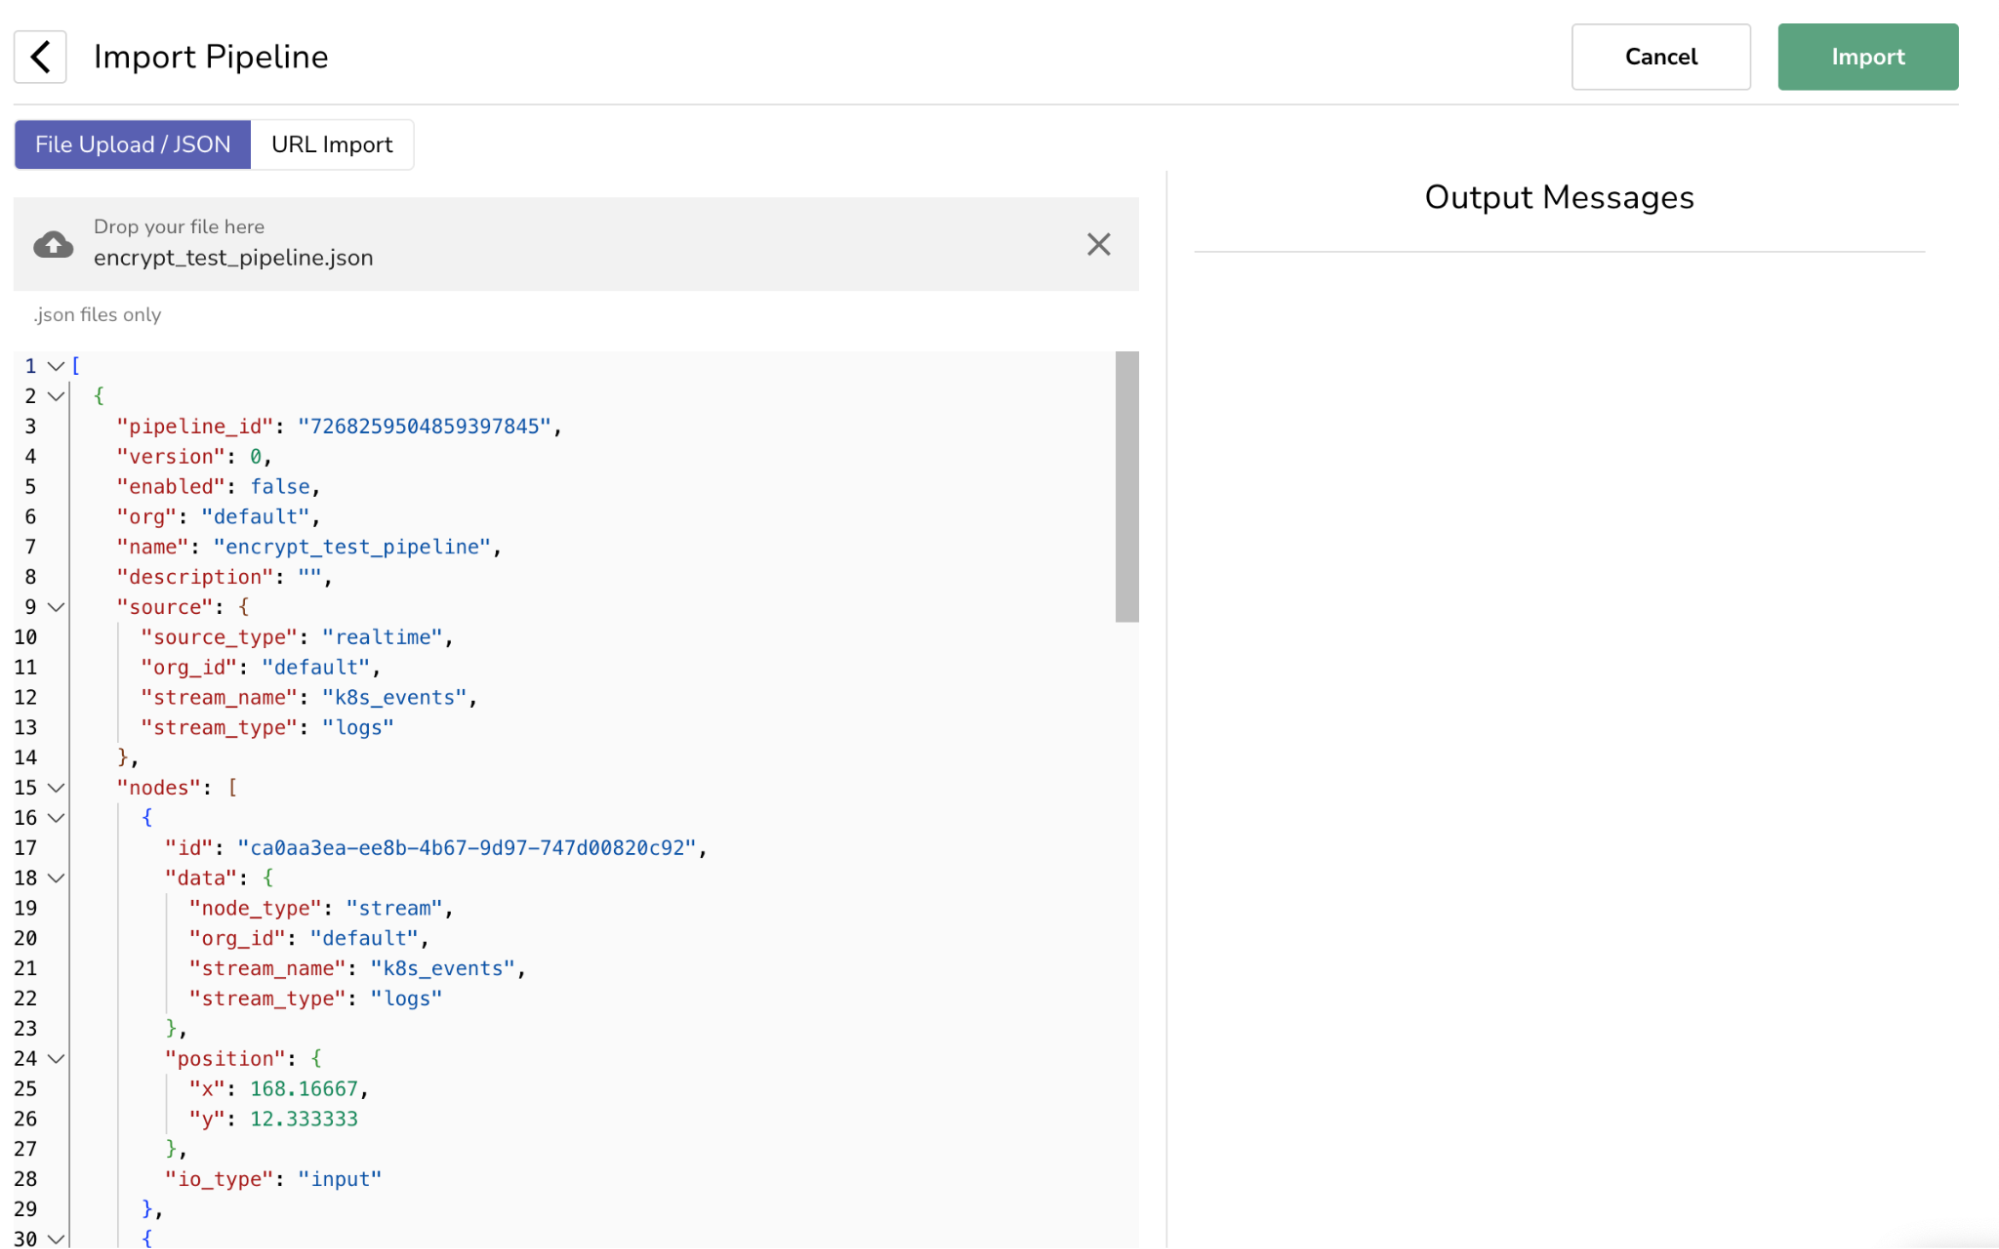 Import Pipeline
Cancel
Import
File Upload / JSON
URL Import
Drop your file here
encrypt_test_pipeline.json
.json files only
Output Messages
1 [
2 {
3 "pipeline_id": "7268259504859397845",
4 "version": 0,
5 "enabled": false,
6 "org": "default",
7 "name": "encrypt_test_pipeline",
8 "description": "",
9 "source": {
10 "source_type": "realtime",
11 "org_id": "default",
12 "stream_name": "k8s_events",
13 "stream_type": "logs"
14 },
15 "nodes": [
16 {
17 "id": "ca0aa3ea-ee8b-4b67-9d97-747d00820c92",
18 "data": {
19 "node_type": "stream",
20 "org_id": "default",
21 "stream_name": "k8s_events",
22 "stream_type": "logs"
23 },
24 "position": {
25 "x": 168.16667,
26 "y": 12.333333
27 },
28 "io_type": "input"
29 },
30 {